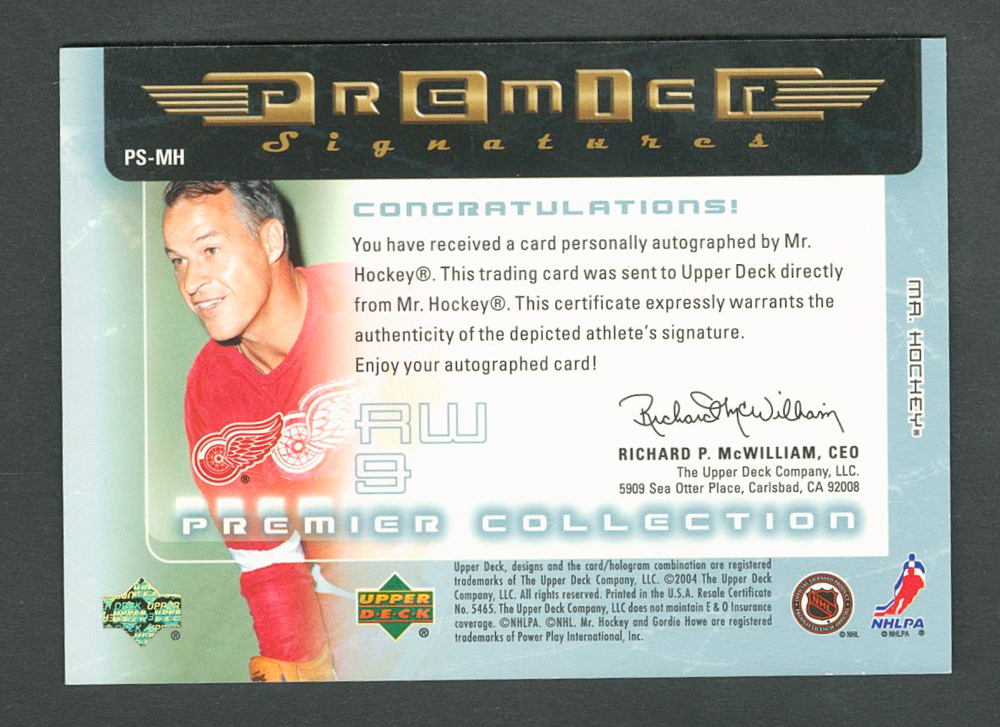 PREMIER
Signatures
PS-MH
CONGRATULATIONS!
You have received a card personally autographed by Mr.
Hockey®. This trading card was sent to Upper Deck directly
from Mr. Hockey®. This certificate expressly warrants the
authenticity of the depicted athlete's signature.
Enjoy your autographed card!
MR. HOCKEY®
RW
9
Richard P. McWilliam
RICHARD P. McWILLIAM, CEO
The Upper Deck Company, LLC.
5909 Sea Otter Place, Carlsbad, CA 92008
PREMIER COLLECTION
Upper Deck, designs and the card/hologram combination are registered
trademarks of The Upper Deck Company, LLC. ©2004 The Upper Deck
Company, LLC. All rights reserved. Printed in the U.S.A. Resale Certificate
No. 5465. The Upper Deck Company, LLC does not maintain E & O Insurance
coverage. ©NHLPA. ©NHL. Mr. Hockey and Gordie Howe are registered
trademarks of Power Play International, Inc.
UPPER
DECK
®
NHL
© NHL
NHLPA
© NHLPA ®